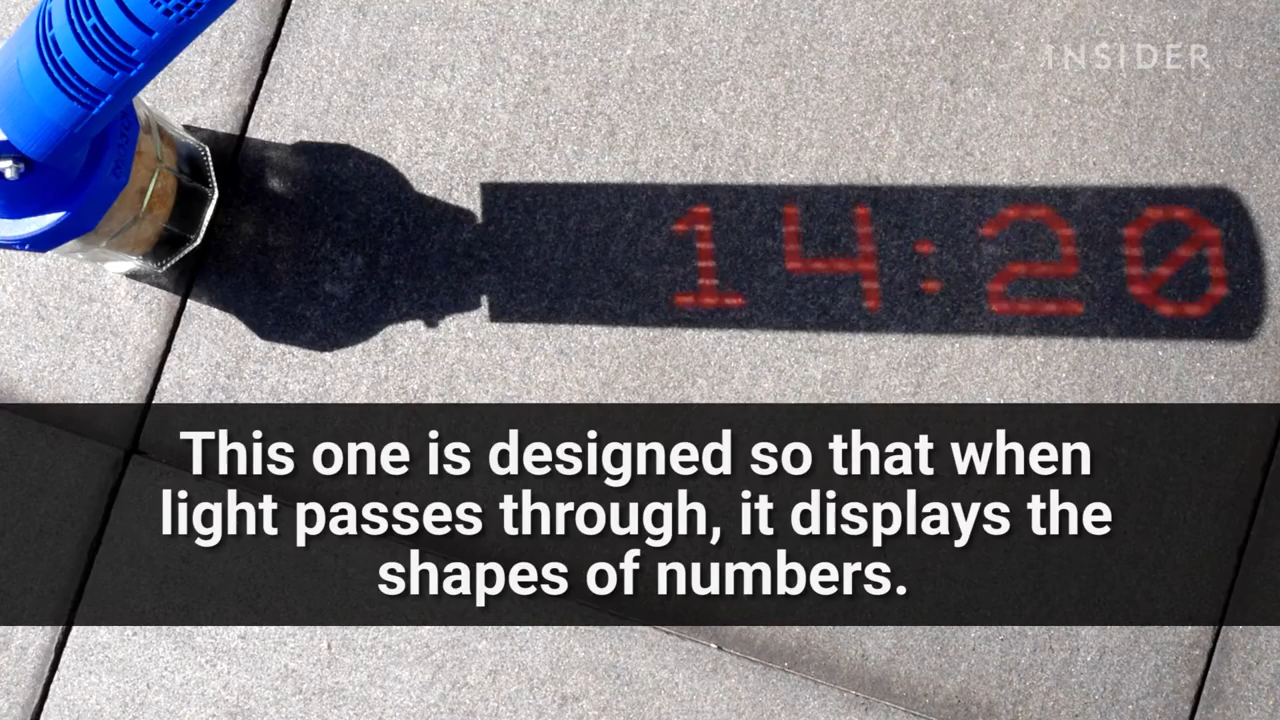 INSIDER
14:20
This one is designed so that when
light passes through, it displays the
shapes of numbers.